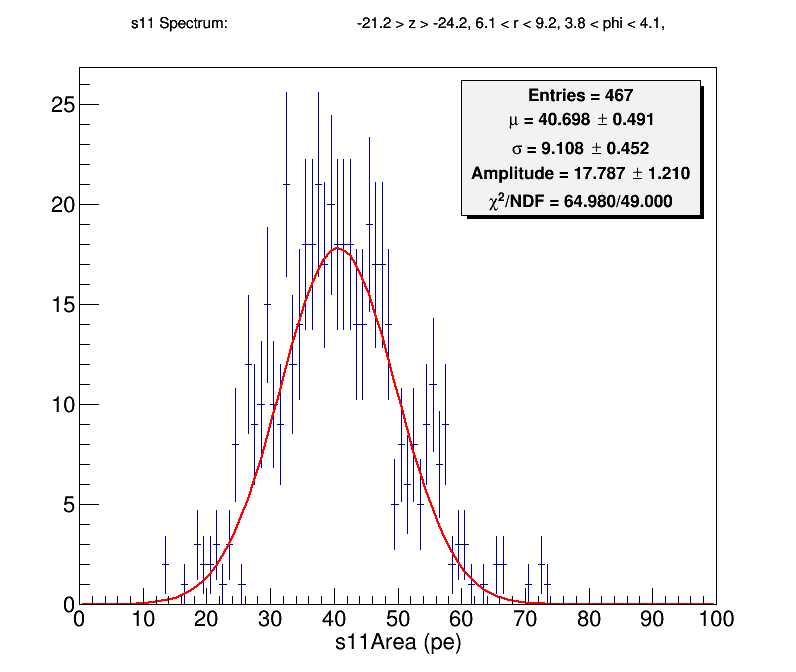 s11 Spectrum: -21.2 > z > -24.2, 6.1 < r < 9.2, 3.8 < phi < 4.1,
Entries = 467
μ = 40.698 ± 0.491
σ = 9.108 ± 0.452
Amplitude = 17.787 ± 1.210
χ²/NDF = 64.980/49.000
25
20
15
10
5
0
0 10 20 30 40 50 60 70 80 90 100
s11Area (pe)